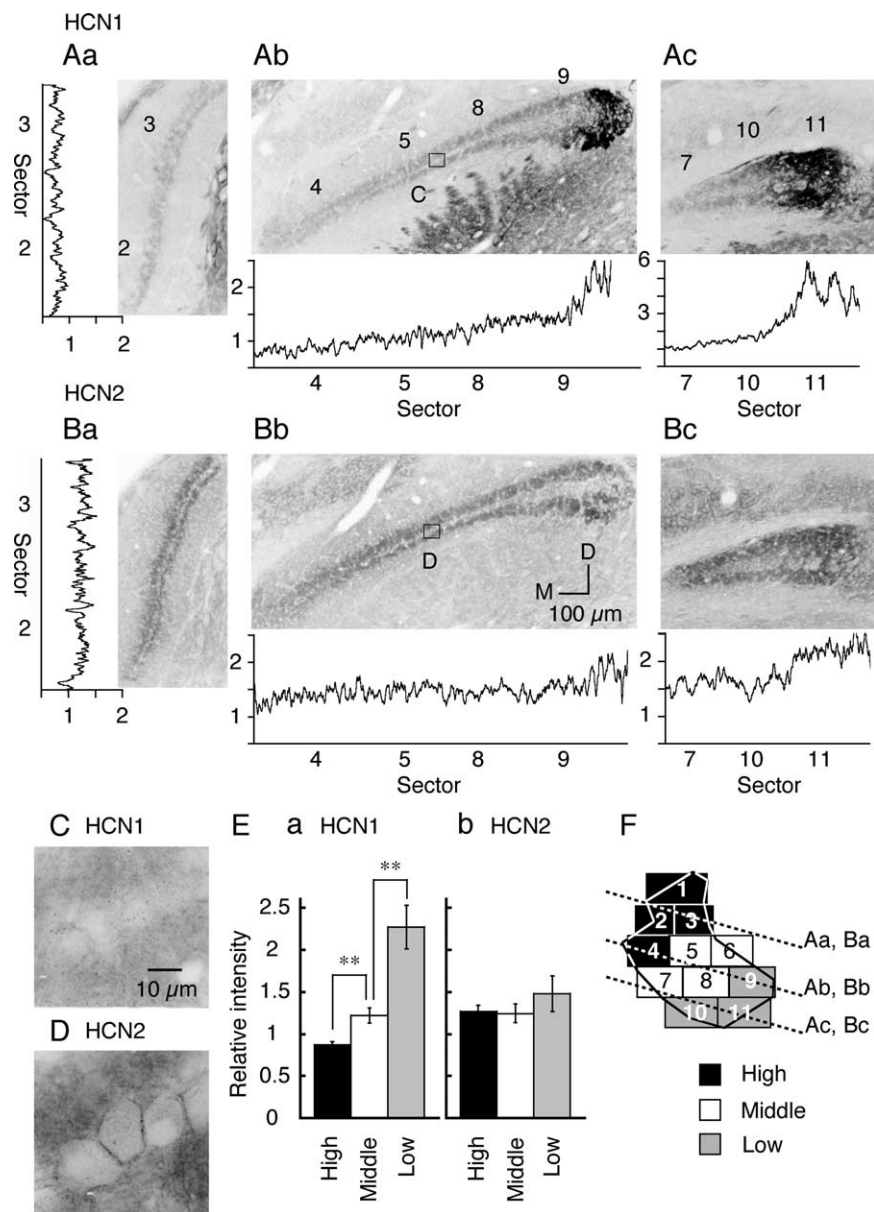 HCN1
Aa
Ab
Ac
3
Sector
2
3
2
1
2
4
5
8
9
C
2
1
4
5
8
9
Sector
7
10
11
6
3
7
10
11
Sector
HCN2
Ba
Bb
Bc
3
Sector
2
1
2
D
D
M
100 µm
2
1
4
5
8
9
Sector
2
1
7
10
11
Sector
C HCN1
10 µm
D HCN2
E a HCN1
b HCN2
Relative intensity
2.5
2
1.5
1
0.5
0
**
**
High
Middle
Low
High
Middle
Low
F
1
2 3
4 5 6
7 8 9
10 11
Aa, Ba
Ab, Bb
Ac, Bc
High
Middle
Low